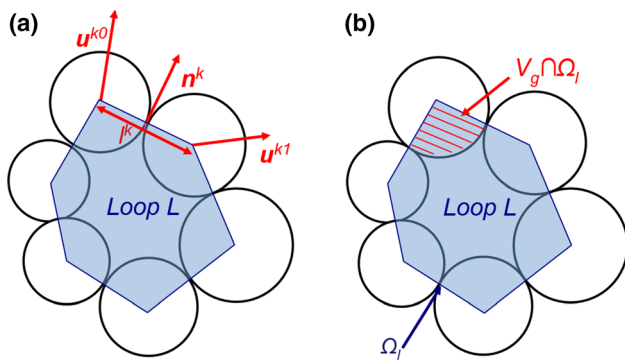 (a)
u^{k0}
n^k
l^k
u^{k1}
Loop L
(b)
V_g∩Ω_l
Loop L
Ω_l